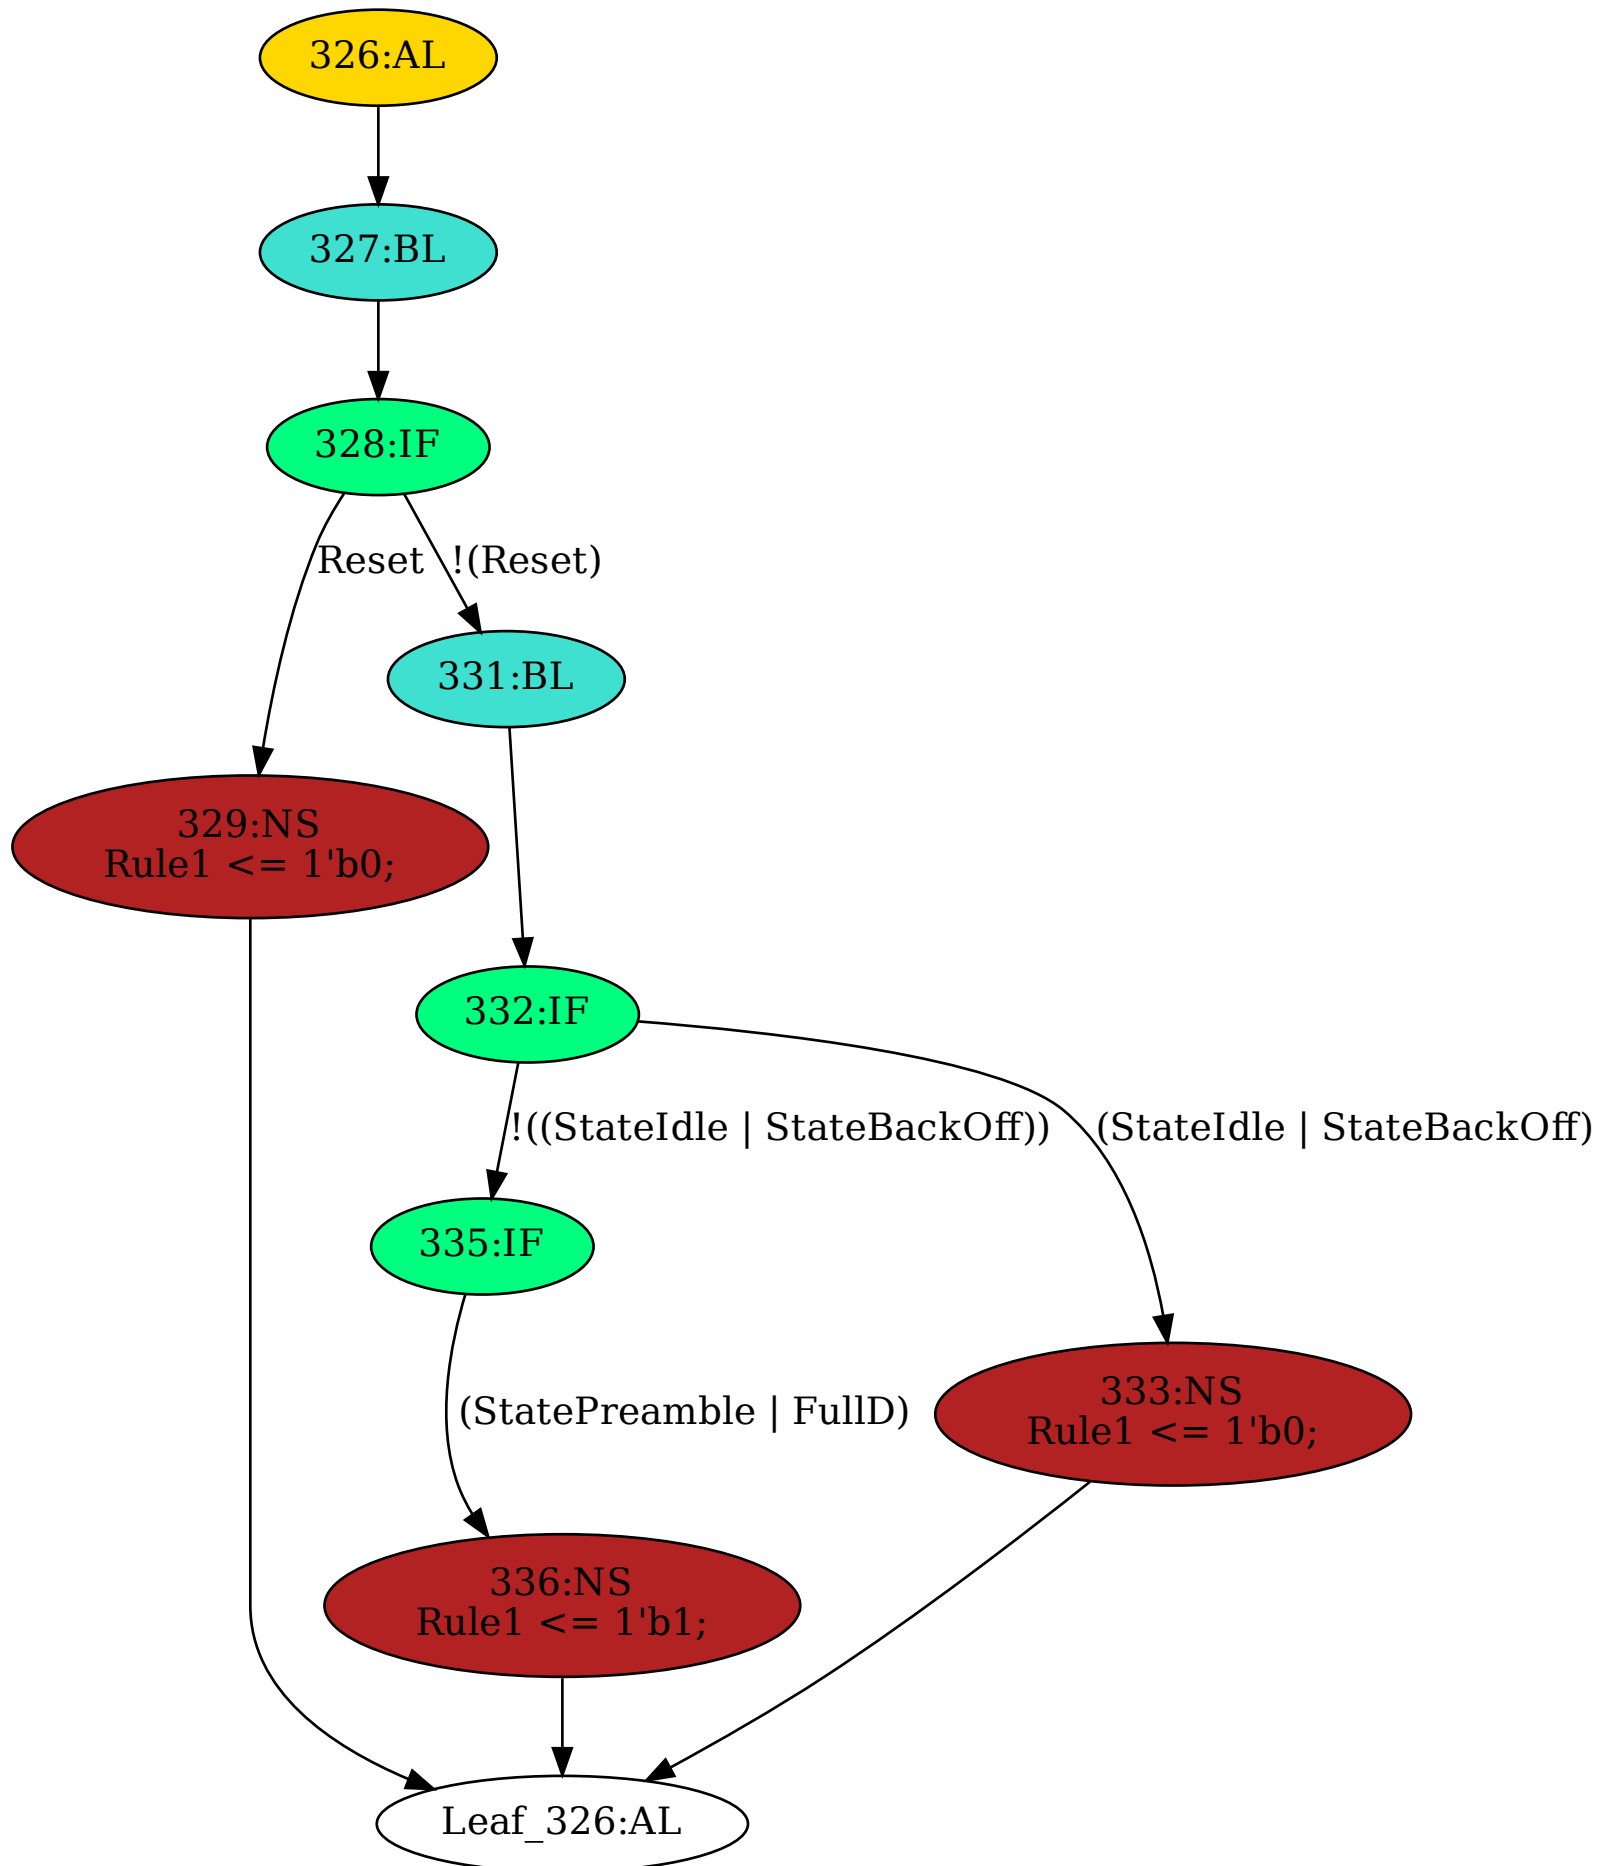 326:AL
327:BL
328:IF
Reset
!(Reset)
331:BL
329:NS
Rule1 <= 1'b0;
332:IF
!((StateIdle | StateBackOff))
(StateIdle | StateBackOff)
335:IF
(StatePreamble | FullD)
333:NS
Rule1 <= 1'b0;
336:NS
Rule1 <= 1'b1;
Leaf_326:AL